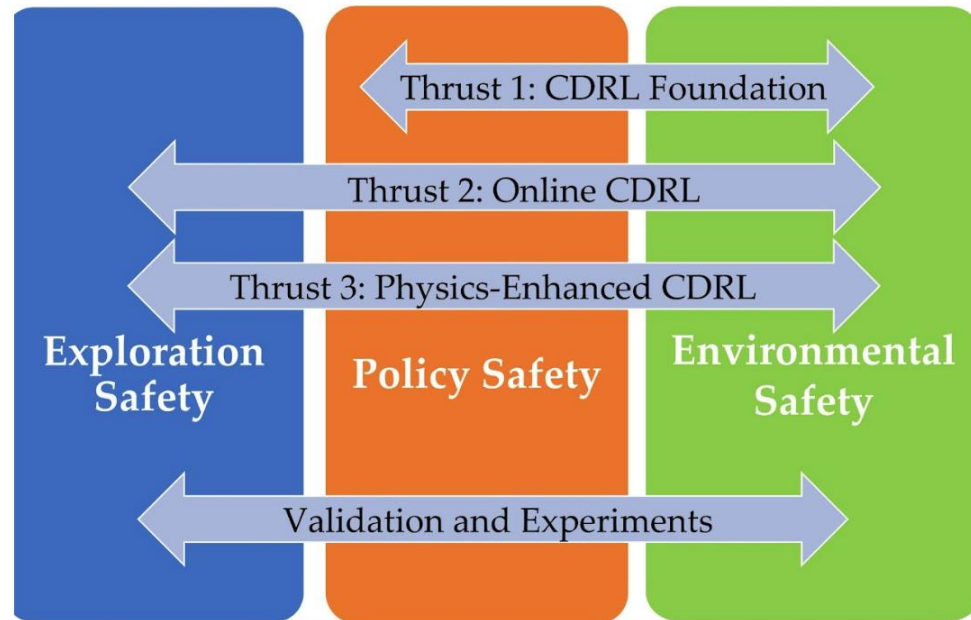 Thrust 1: CDRL Foundation
Thrust 2: Online CDRL
Thrust 3: Physics-Enhanced CDRL
Exploration
Safety
Policy Safety
Environmental
Safety
Validation and Experiments